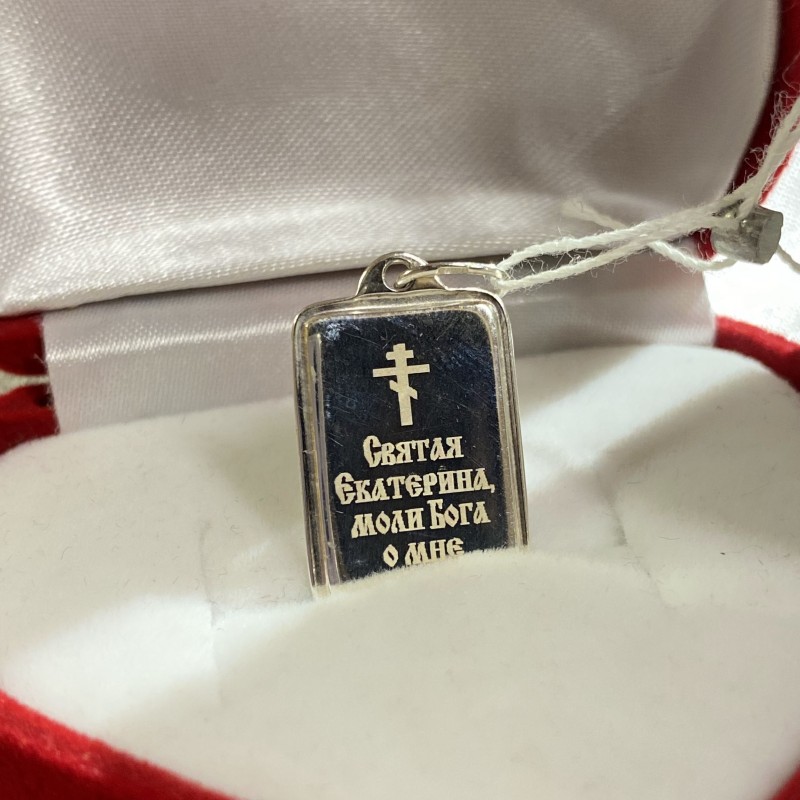 Святая
Екатерина,
моли Бога
о мне